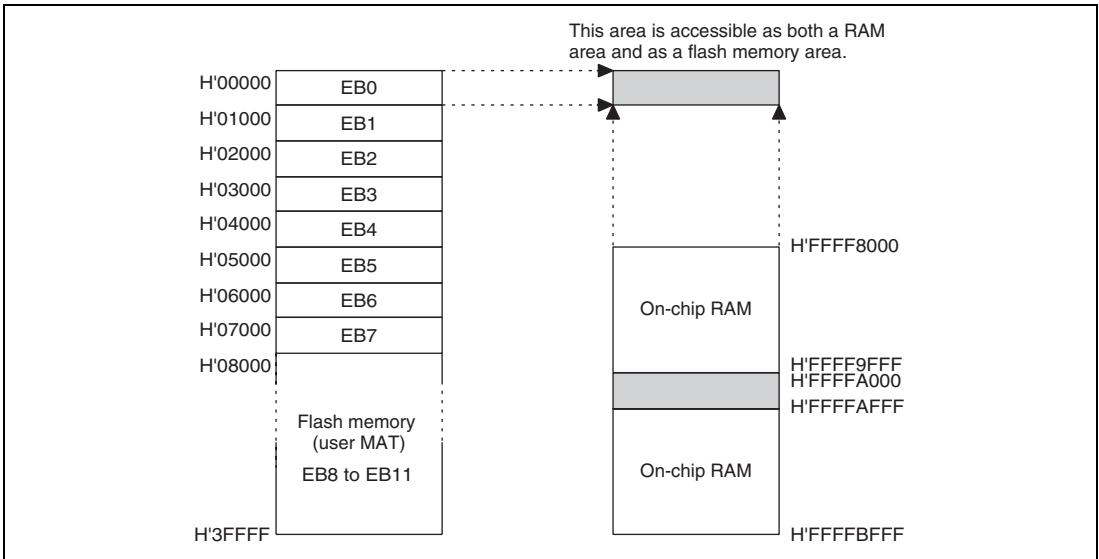 This area is accessible as both a RAM
area and as a flash memory area.
H'00000
EB0
H'01000
EB1
H'02000
EB2
H'03000
EB3
H'04000
EB4
H'05000
EB5
H'06000
EB6
H'07000
EB7
H'08000
Flash memory
(user MAT)
EB8 to EB11
H'3FFFF
H'FFFF8000
On-chip RAM
H'FFFF9FFF
H'FFFFA000
H'FFFFAFFF
On-chip RAM
H'FFFFBFFF